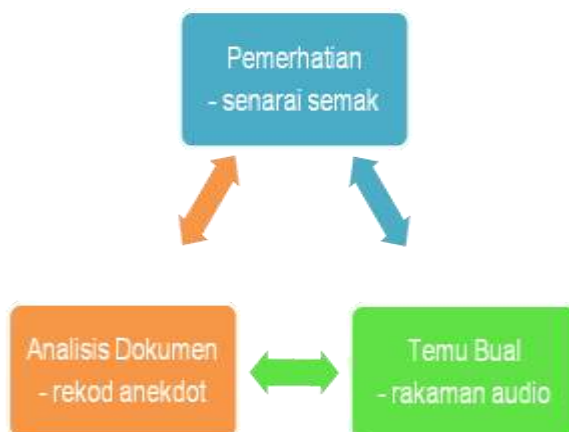 Pemerhatian
- senarai semak
Analisis Dokumen
- rekod anekdot
Temu Bual
- rakaman audio